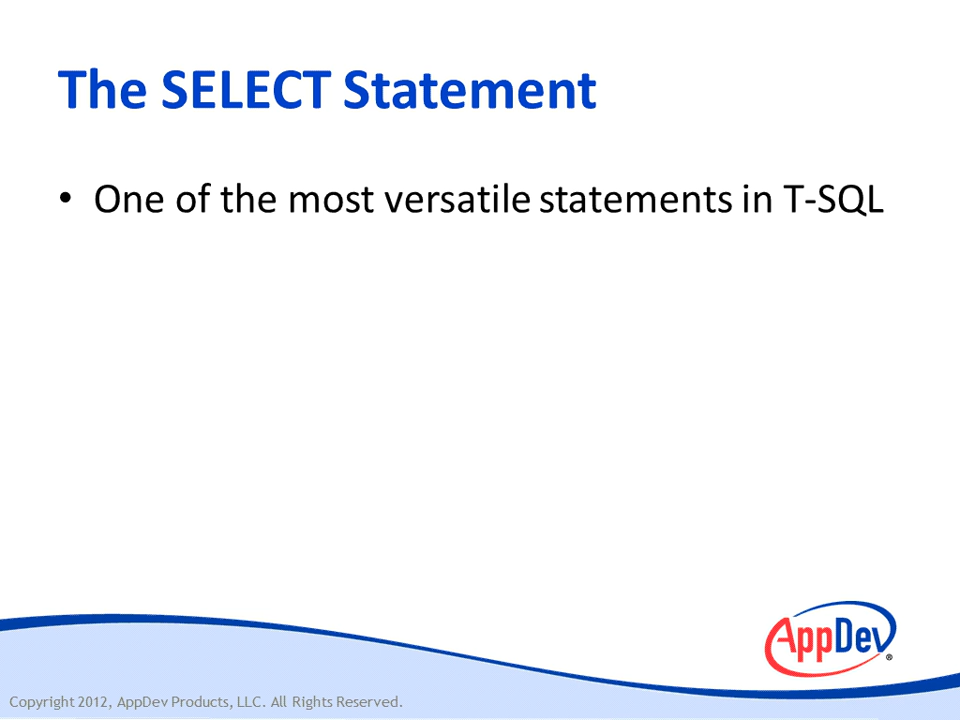 The SELECT Statement
• One of the most versatile statements in T-SQL
AppDev®
Copyright 2012, AppDev Products, LLC. All Rights Reserved.